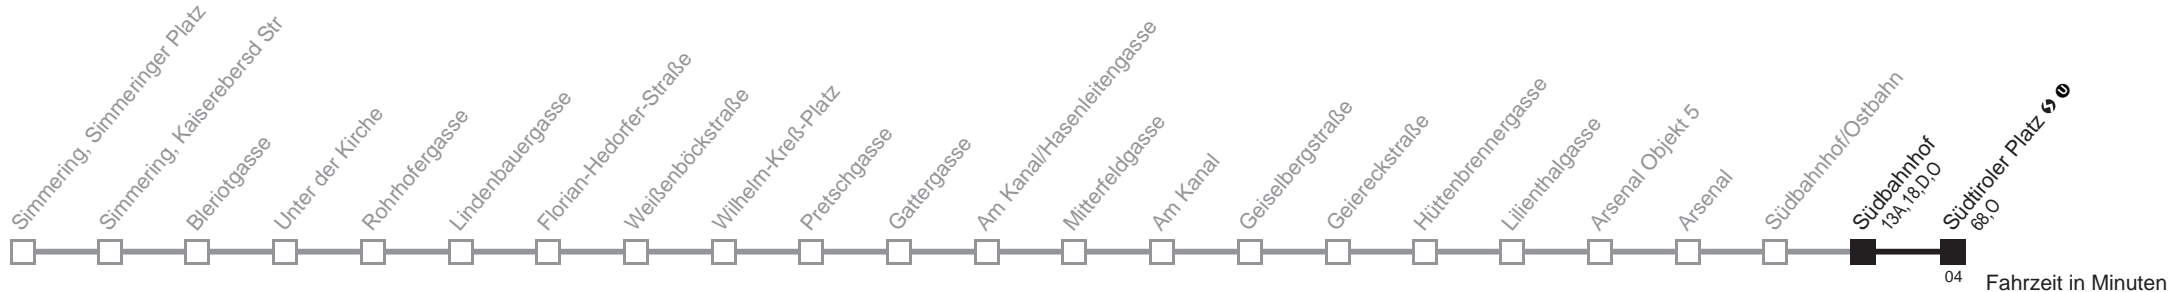 Simmering, Simmeringer Platz
Simmering, Kaiserebersd Str
Bleriotgasse
Unter der Kirche
Rohrhofergasse
Lindenbauergasse
Florian-Hedorfer-Straße
Weißenböckstraße
Wilhelm-Kreß-Platz
Pretschgasse
Gattergasse
Am Kanal/Hasenleitengasse
Mitterfeldgasse
Am Kanal
Geiselbergstraße
Geiereckstraße
Hüttenbrennergasse
Lilienthalgasse
Arsenal Objekt 5
Arsenal
Südbahnhof/Ostbahn
Südbahnhof
13A,18,D,O
Südtiroler Platz S U
68,O
04
Fahrzeit in Minuten